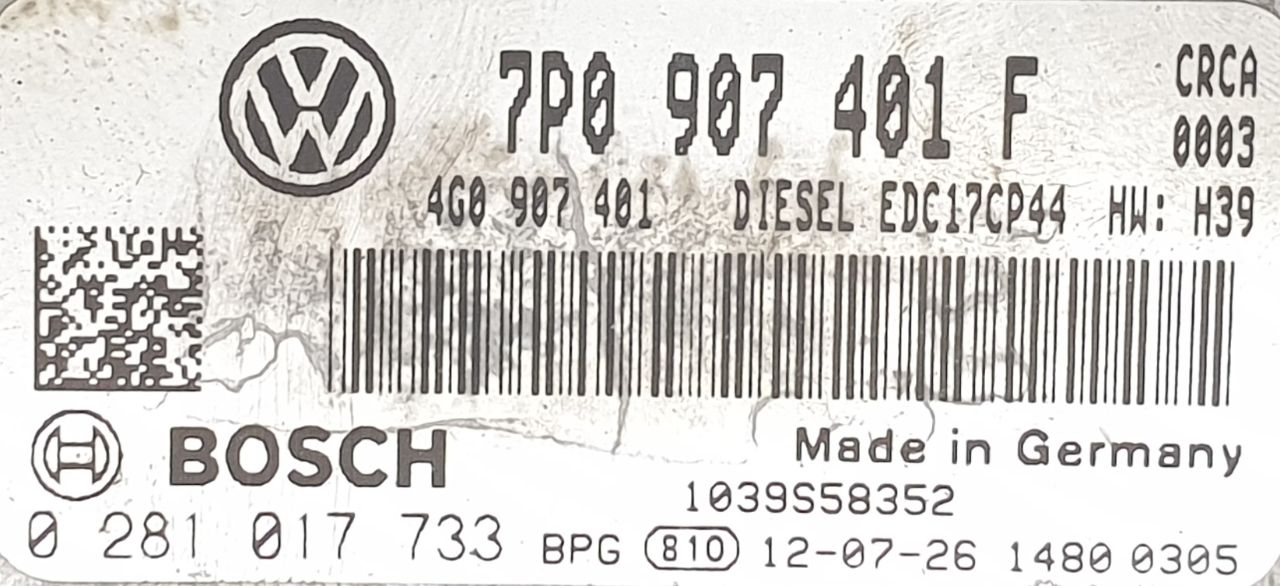 7P0 907 401 F
CRCA
0003
4G0 907 401 DIESEL EDC17CP44 HW: H39
BOSCH
Made in Germany
1039S58352
0 281 017 733 BPG 810 12-07-26 1480 0305